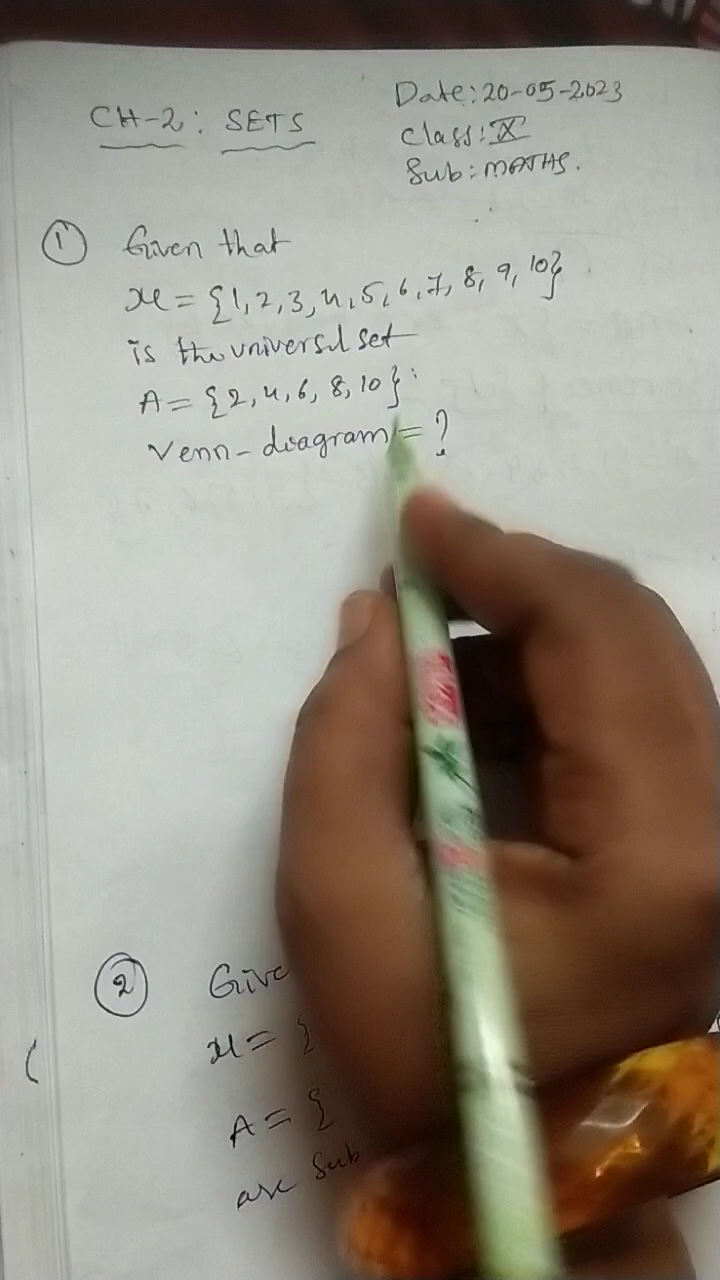 CH-2: SETS
Date: 20-05-2023
Class: X
Sub: MATHS.
① Given that
μ = {1, 2, 3, 4, 5, 6, 7, 8, 9, 10}
is the universl set
A = {2, 4, 6, 8, 10}
Venn-diagram = ?
② Give
μ = {
A = {
are Sub